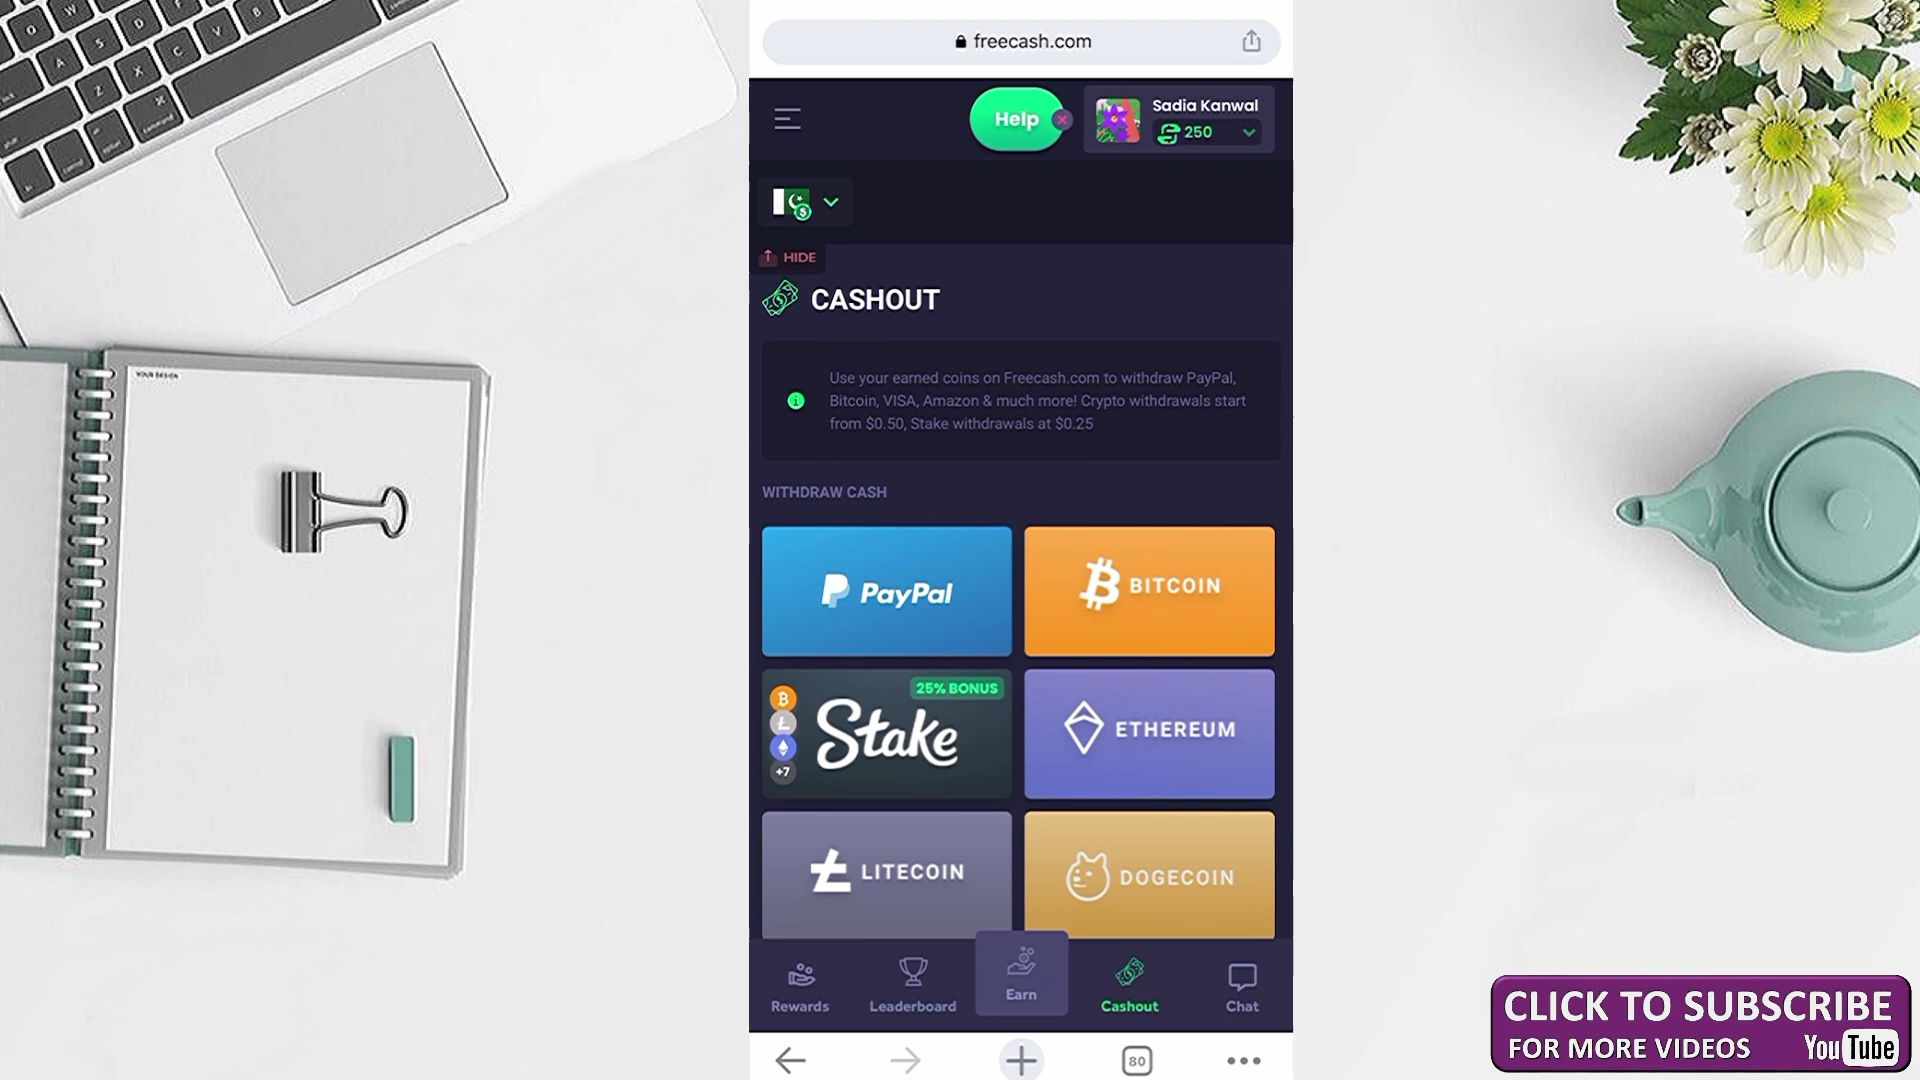 freecash.com
Help
Sadia Kanwal
250
HIDE
CASHOUT
Use your earned coins on Freecash.com to withdraw PayPal,
Bitcoin, VISA, Amazon & much more! Crypto withdrawals start
from $0.50, Stake withdrawals at $0.25
WITHDRAW CASH
PayPal
BITCOIN
25% BONUS
Stake
+7
ETHEREUM
LITECOIN
DOGECOIN
Rewards
Leaderboard
Earn
Cashout
Chat
80
YOUR DESIGN
CLICK TO SUBSCRIBE
FOR MORE VIDEOS YouTube